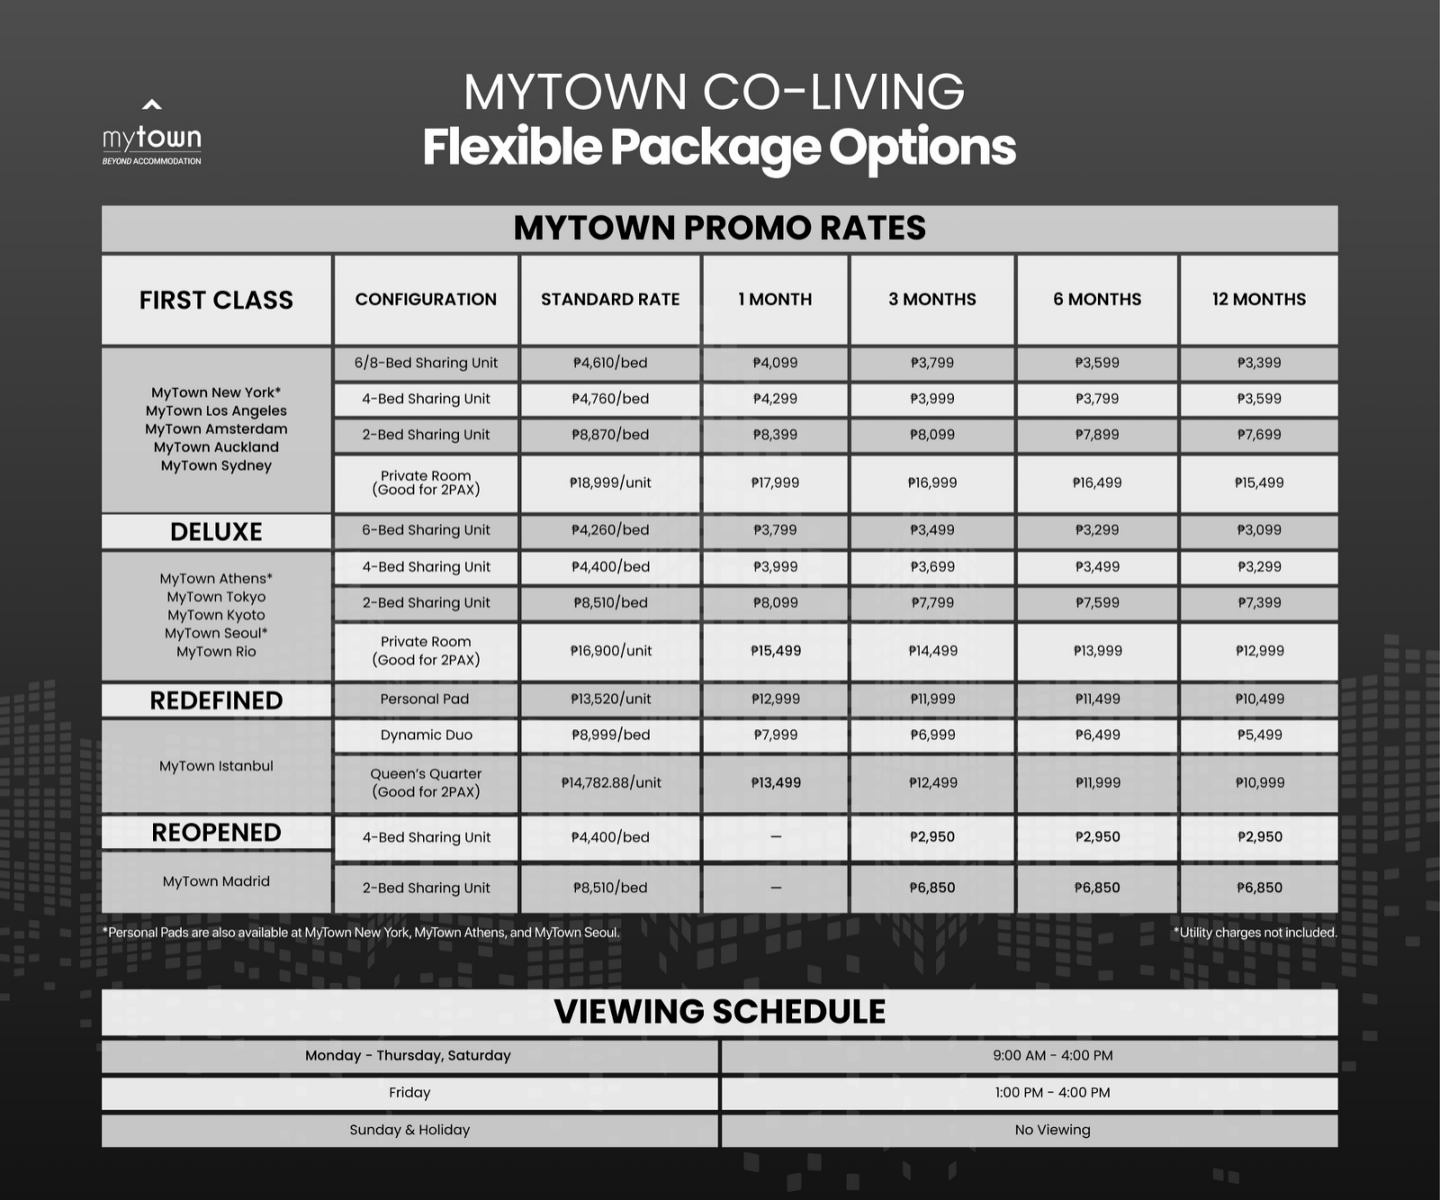 mytown
BEYOND ACCOMMODATION
MYTOWN CO-LIVING
Flexible Package Options
MYTOWN PROMO RATES
FIRST CLASS CONFIGURATION STANDARD RATE 1 MONTH 3 MONTHS 6 MONTHS 12 MONTHS
MyTown New York*
MyTown Los Angeles
MyTown Amsterdam
MyTown Auckland
MyTown Sydney
6/8-Bed Sharing Unit ₱4,610/bed ₱4,099 ₱3,799 ₱3,599 ₱3,399
4-Bed Sharing Unit ₱4,760/bed ₱4,299 ₱3,999 ₱3,799 ₱3,599
2-Bed Sharing Unit ₱8,870/bed ₱8,399 ₱8,099 ₱7,899 ₱7,699
Private Room
(Good for 2PAX) ₱18,999/unit ₱17,999 ₱16,999 ₱16,499 ₱15,499
DELUXE
MyTown Athens*
MyTown Tokyo
MyTown Kyoto
MyTown Seoul*
MyTown Rio
6-Bed Sharing Unit ₱4,260/bed ₱3,799 ₱3,499 ₱3,299 ₱3,099
4-Bed Sharing Unit ₱4,400/bed ₱3,999 ₱3,699 ₱3,499 ₱3,299
2-Bed Sharing Unit ₱8,510/bed ₱8,099 ₱7,799 ₱7,599 ₱7,399
Private Room
(Good for 2PAX) ₱16,900/unit ₱15,499 ₱14,499 ₱13,999 ₱12,999
REDEFINED
MyTown Istanbul
Personal Pad ₱13,520/unit ₱12,999 ₱11,999 ₱11,499 ₱10,499
Dynamic Duo ₱8,999/bed ₱7,999 ₱6,999 ₱6,499 ₱5,499
Queen's Quarter
(Good for 2PAX) ₱14,782.88/unit ₱13,499 ₱12,499 ₱11,999 ₱10,999
REOPENED
MyTown Madrid
4-Bed Sharing Unit ₱4,400/bed – ₱2,950 ₱2,950 ₱2,950
2-Bed Sharing Unit ₱8,510/bed – ₱6,850 ₱6,850 ₱6,850
*Personal Pads are also available at MyTown New York, MyTown Athens, and MyTown Seoul.
*Utility charges not included.
VIEWING SCHEDULE
Monday - Thursday, Saturday 9:00 AM - 4:00 PM
Friday 1:00 PM - 4:00 PM
Sunday & Holiday No Viewing